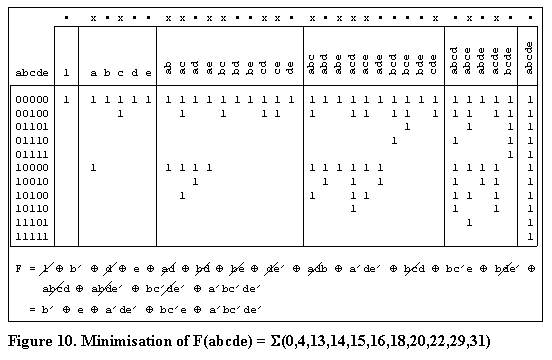 abcde 1 a b c d e ab ac ad ae bc bd be cd ce de abc abd abe acd ace ade bcd bce bde cde abcd abce abde acde bcde abcde
00000 1 1 1 1 1 1 1 1 1 1 1 1 1 1 1 1 1 1 1 1 1 1 1 1 1 1 1 1 1 1 1 1
00100 1 1 1 1 1 1 1 1 1 1 1 1 1 1 1 1
01101 1 1 1 1
01110 1 1 1 1
01111 1 1
10000 1 1 1 1 1 1 1 1 1 1 1 1 1 1 1 1
10010 1 1 1 1 1 1 1 1
10100 1 1 1 1 1 1 1 1
10110 1 1 1 1
11101 1 1
11111 1
F = 1 ⊕ b′ ⊕ d ⊕ e ⊕ ad ⊕ bd ⊕ be ⊕ de′ ⊕ adb ⊕ a′de′ ⊕ bcd ⊕ bc′e ⊕ bde′ ⊕
abcd ⊕ abde′ ⊕ bc′de′ ⊕ a′bc′de′
= b′ ⊕ e ⊕ a′de′ ⊕ bc′e ⊕ a′bc′de′
Figure 10. Minimisation of F(abcde) = Σ(0,4,13,14,15,16,18,20,22,29,31)